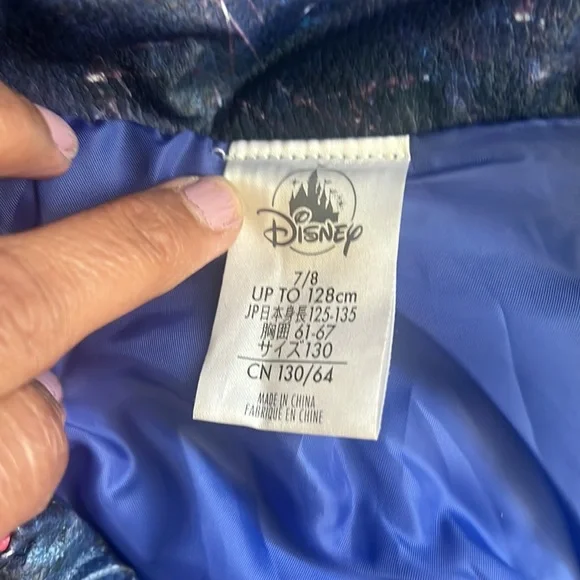 Disney
7/8
UP TO 128cm
JP日本身長125-135
胸囲 61-67
サイズ130
CN 130/64
MADE IN CHINA
FABRIQUÉ EN CHINE